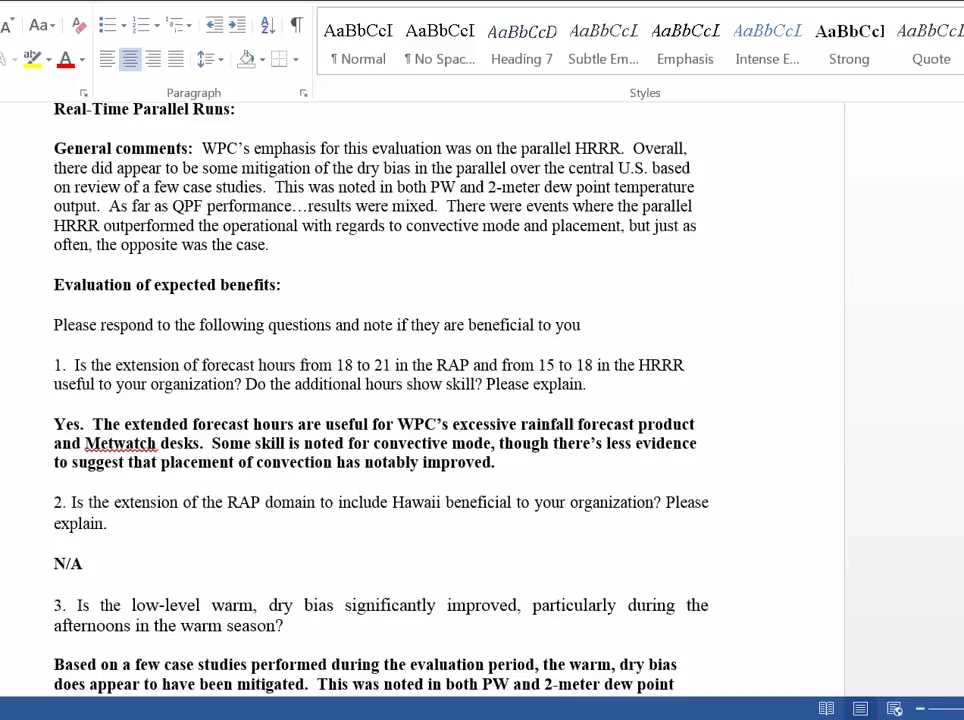 Aa
AaBbCcI AaBbCcI AaBbCcD AaBbCcL AaBbCcL AaBbCcL AaBbCc] AaBbCcL
¶ Normal ¶ No Spac... Heading 7 Subtle Em... Emphasis Intense E... Strong Quote
Paragraph Styles
Real-Time Parallel Runs:
General comments: WPC's emphasis for this evaluation was on the parallel HRRR. Overall,
there did appear to be some mitigation of the dry bias in the parallel over the central U.S. based
on review of a few case studies. This was noted in both PW and 2-meter dew point temperature
output. As far as QPF performance…results were mixed. There were events where the parallel
HRRR outperformed the operational with regards to convective mode and placement, but just as
often, the opposite was the case.
Evaluation of expected benefits:
Please respond to the following questions and note if they are beneficial to you
1. Is the extension of forecast hours from 18 to 21 in the RAP and from 15 to 18 in the HRRR
useful to your organization? Do the additional hours show skill? Please explain.
Yes. The extended forecast hours are useful for WPC's excessive rainfall forecast product
and Metwatch desks. Some skill is noted for convective mode, though there's less evidence
to suggest that placement of convection has notably improved.
2. Is the extension of the RAP domain to include Hawaii beneficial to your organization? Please
explain.
N/A
3. Is the low-level warm, dry bias significantly improved, particularly during the
afternoons in the warm season?
Based on a few case studies performed during the evaluation period, the warm, dry bias
does appear to have been mitigated. This was noted in both PW and 2-meter dew point